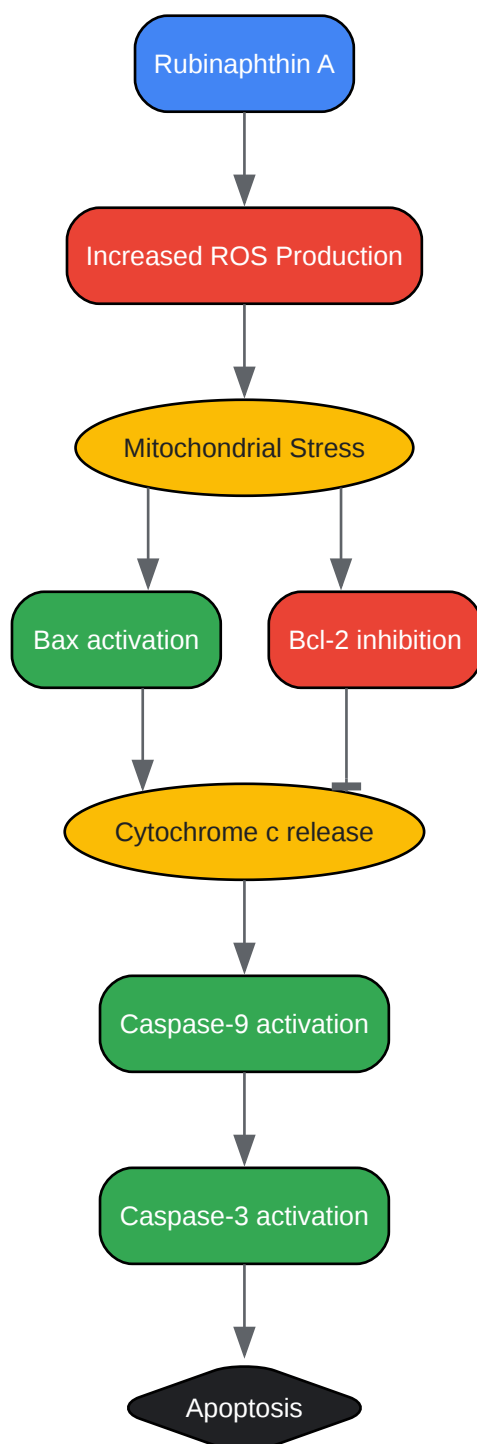 Rubinaphthin A
Increased ROS Production
Mitochondrial Stress
Bax activation
Bcl-2 inhibition
Cytochrome c release
Caspase-9 activation
Caspase-3 activation
Apoptosis